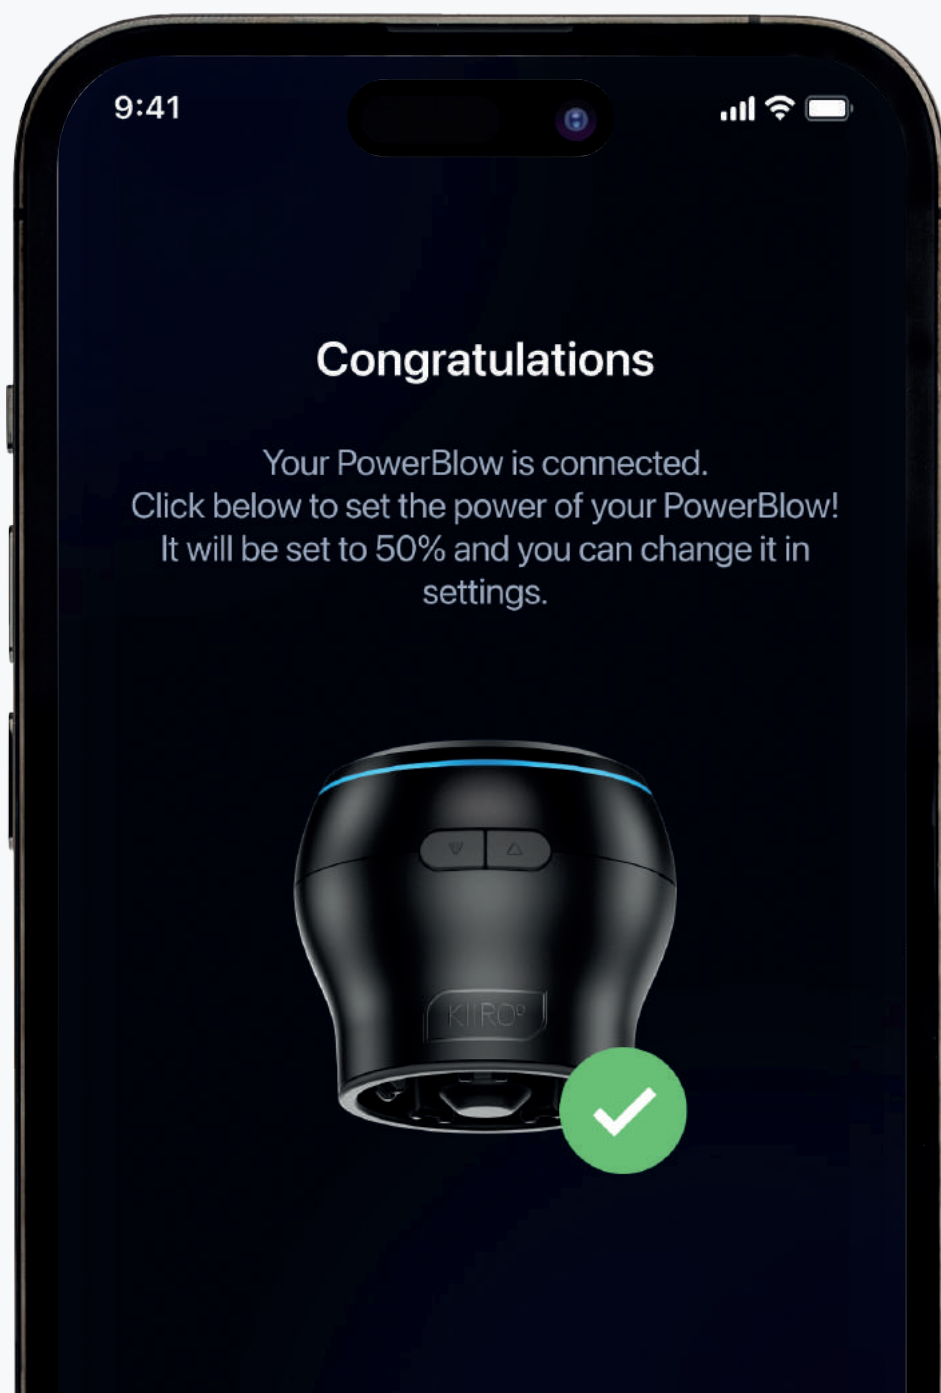 9:41
Congratulations
Your PowerBlow is connected.
Click below to set the power of your PowerBlow!
It will be set to 50% and you can change it in
settings.
KIIROO